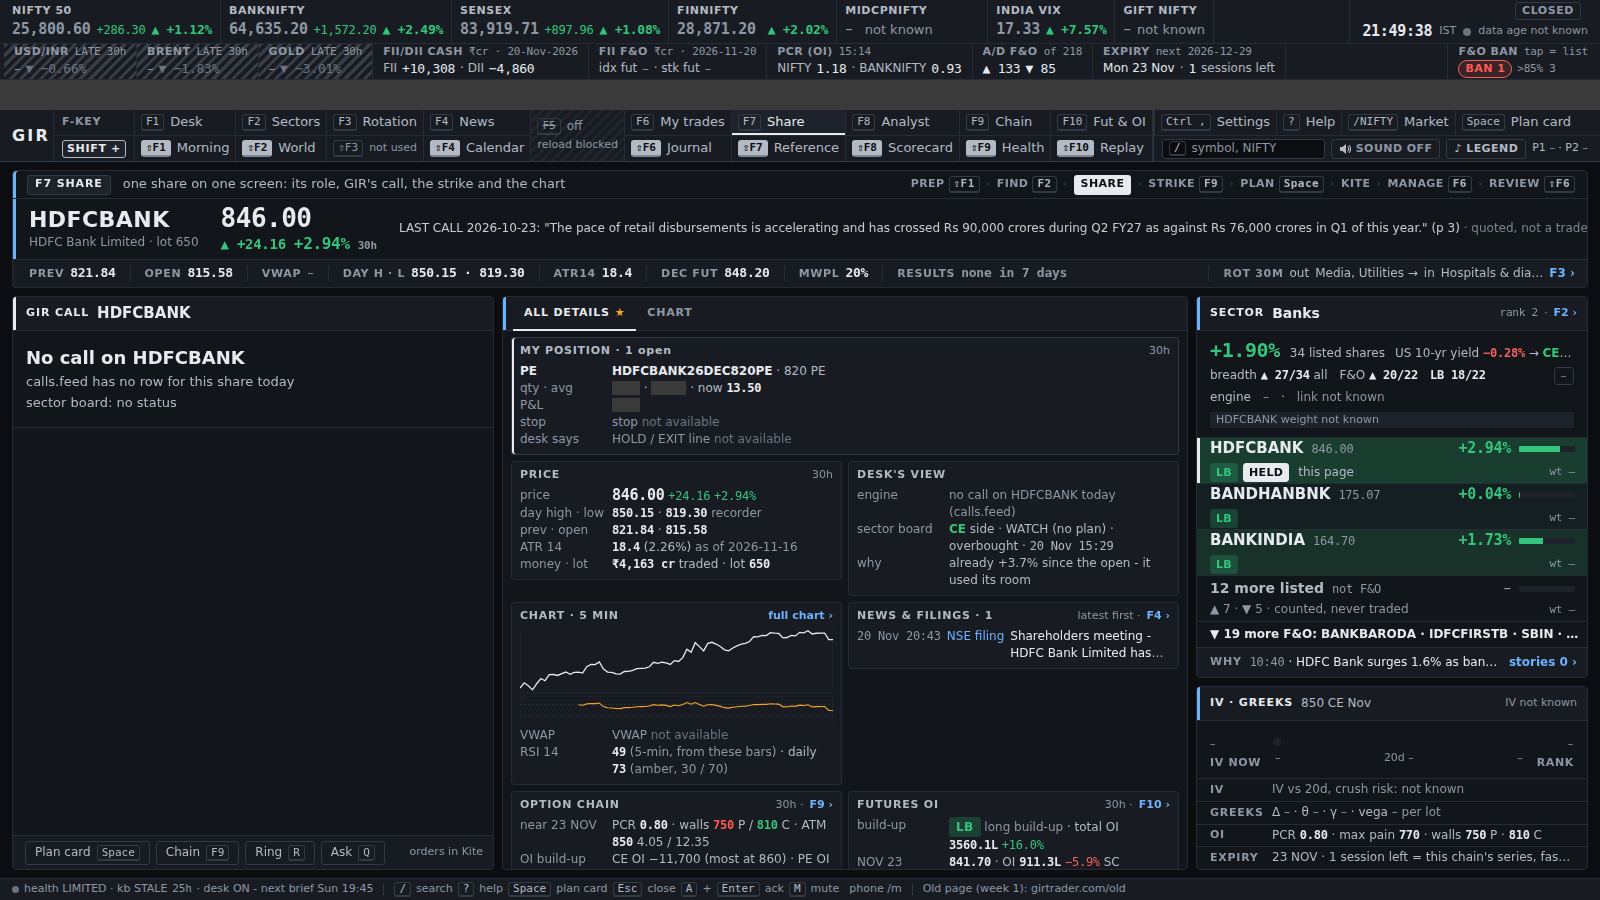 NIFTY 50 BANKNIFTY SENSEX FINNIFTY MIDCPNIFTY INDIA VIX GIFT NIFTY CLOSED
25,800.60 +286.30 ▲ +1.12% 64,635.20 +1,572.20 ▲ +2.49% 83,919.71 +897.96 ▲ +1.08% 28,871.20 ▲ +2.02% – not known 17.33 ▲ +7.57% – not known 21:49:38 IST data age not known
USD/INR LATE 30h BRENT LATE 30h GOLD LATE 30h FII/DII CASH ₹cr · 20-Nov-2026 FII F&O ₹cr · 2026-11-20 PCR (OI) 15:14 A/D F&O of 218 EXPIRY next 2026-12-29 F&O BAN tap = list
– ▼ −0.66% – ▼ −1.83% – ▼ −3.01% FII +10,308 · DII −4,860 idx fut – · stk fut – NIFTY 1.18 · BANKNIFTY 0.93 ▲ 133 ▼ 85 Mon 23 Nov · 1 sessions left BAN 1 >85% 3
GIR F-KEY F1 Desk F2 Sectors F3 Rotation F4 News F5 off F6 My trades F7 Share F8 Analyst F9 Chain F10 Fut & OI Ctrl , Settings ? Help /NIFTY Market Space Plan card
SHIFT + ⇧F1 Morning ⇧F2 World ⇧F3 not used ⇧F4 Calendar reload blocked ⇧F6 Journal ⇧F7 Reference ⇧F8 Scorecard ⇧F9 Health ⇧F10 Replay / symbol, NIFTY SOUND OFF ♪ LEGEND P1 – · P2 –
F7 SHARE one share on one screen: its role, GIR's call, the strike and the chart PREP ⇧F1 › FIND F2 › SHARE › STRIKE F9 › PLAN Space › KITE › MANAGE F6 › REVIEW ⇧F6
HDFCBANK 846.00
HDFC Bank Limited · lot 650 ▲ +24.16 +2.94% 30h
LAST CALL 2026-10-23: "The pace of retail disbursements is accelerating and has crossed Rs 90,000 crores during Q2 FY27 as against Rs 76,000 crores in Q1 of this year." (p 3) · quoted, not a trade
PREV 821.84 OPEN 815.58 VWAP – DAY H · L 850.15 · 819.30 ATR14 18.4 DEC FUT 848.20 MWPL 20% RESULTS none in 7 days ROT 30M out Media, Utilities → in Hospitals & dia… F3 ›
GIR CALL HDFCBANK
No call on HDFCBANK
calls.feed has no row for this share today
sector board: no status
Plan card Space Chain F9 Ring R Ask Q orders in Kite
ALL DETAILS ★ CHART
MY POSITION · 1 open 30h
PE HDFCBANK26DEC820PE · 820 PE
qty · avg · · now 13.50
P&L
stop stop not available
desk says HOLD / EXIT line not available
PRICE 30h
price 846.00 +24.16 +2.94%
day high · low 850.15 · 819.30 recorder
prev · open 821.84 · 815.58
ATR 14 18.4 (2.26%) as of 2026-11-16
money · lot ₹4,163 cr traded · lot 650
DESK'S VIEW
engine no call on HDFCBANK today
(calls.feed)
sector board CE side · WATCH (no plan) ·
overbought · 20 Nov 15:29
why already +3.7% since the open - it
used its room
CHART · 5 MIN full chart ›
VWAP VWAP not available
RSI 14 49 (5-min, from these bars) · daily
73 (amber, 30 / 70)
NEWS & FILINGS · 1 latest first · F4 ›
20 Nov 20:43 NSE filing Shareholders meeting -
HDFC Bank Limited has…
OPTION CHAIN 30h · F9 ›
near 23 NOV PCR 0.80 · walls 750 P / 810 C · ATM
850 4.05 / 12.35
OI build-up CE OI −11,700 (most at 860) · PE OI
FUTURES OI 30h · F10 ›
build-up LB long build-up · total OI
3560.1L +16.0%
NOV 23 841.70 · OI 911.3L −5.9% SC
SECTOR Banks rank 2 · F2 ›
+1.90% 34 listed shares US 10-yr yield −0.28% → CE…
breadth ▲ 27/34 all F&O ▲ 20/22 LB 18/22 –
engine – · link not known
HDFCBANK weight not known
HDFCBANK 846.00 +2.94%
LB HELD this page wt –
BANDHANBNK 175.07 +0.04%
LB wt –
BANKINDIA 164.70 +1.73%
LB wt –
12 more listed not F&O –
▲ 7 · ▼ 5 · counted, never traded wt –
▼ 19 more F&O: BANKBARODA · IDFCFIRSTB · SBIN · …
WHY 10:40 · HDFC Bank surges 1.6% as ban… stories 0 ›
IV · GREEKS 850 CE Nov IV not known
– –
IV NOW – 20d – – RANK
IV IV vs 20d, crush risk: not known
GREEKS Δ – · θ – · γ – · vega – per lot
OI PCR 0.80 · max pain 770 · walls 750 P · 810 C
EXPIRY 23 NOV · 1 session left = this chain's series, fas…
health LIMITED · kb STALE 25h · desk ON - next brief Sun 19:45 | / search ? help Space plan card Esc close A + Enter ack M mute phone /m | Old page (week 1): girtrader.com/old